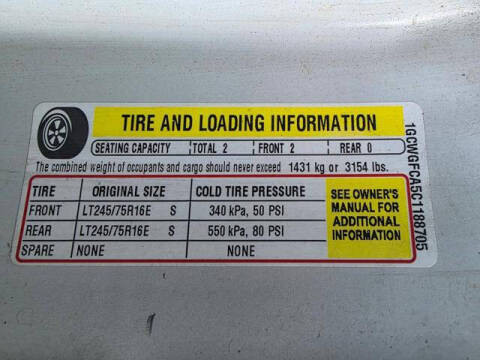 TIRE AND LOADING INFORMATION
SEATING CAPACITY TOTAL 2 FRONT 2 REAR 0
The combined weight of occupants and cargo should never exceed 1431 kg or 3154 lbs.
TIRE ORIGINAL SIZE COLD TIRE PRESSURE
FRONT LT245/75R16E S 340 kPa, 50 PSI
REAR LT245/75R16E S 550 kPa, 80 PSI
SPARE NONE NONE
SEE OWNER'S
MANUAL FOR
ADDITIONAL
INFORMATION
1GCWGFCA5C1188705